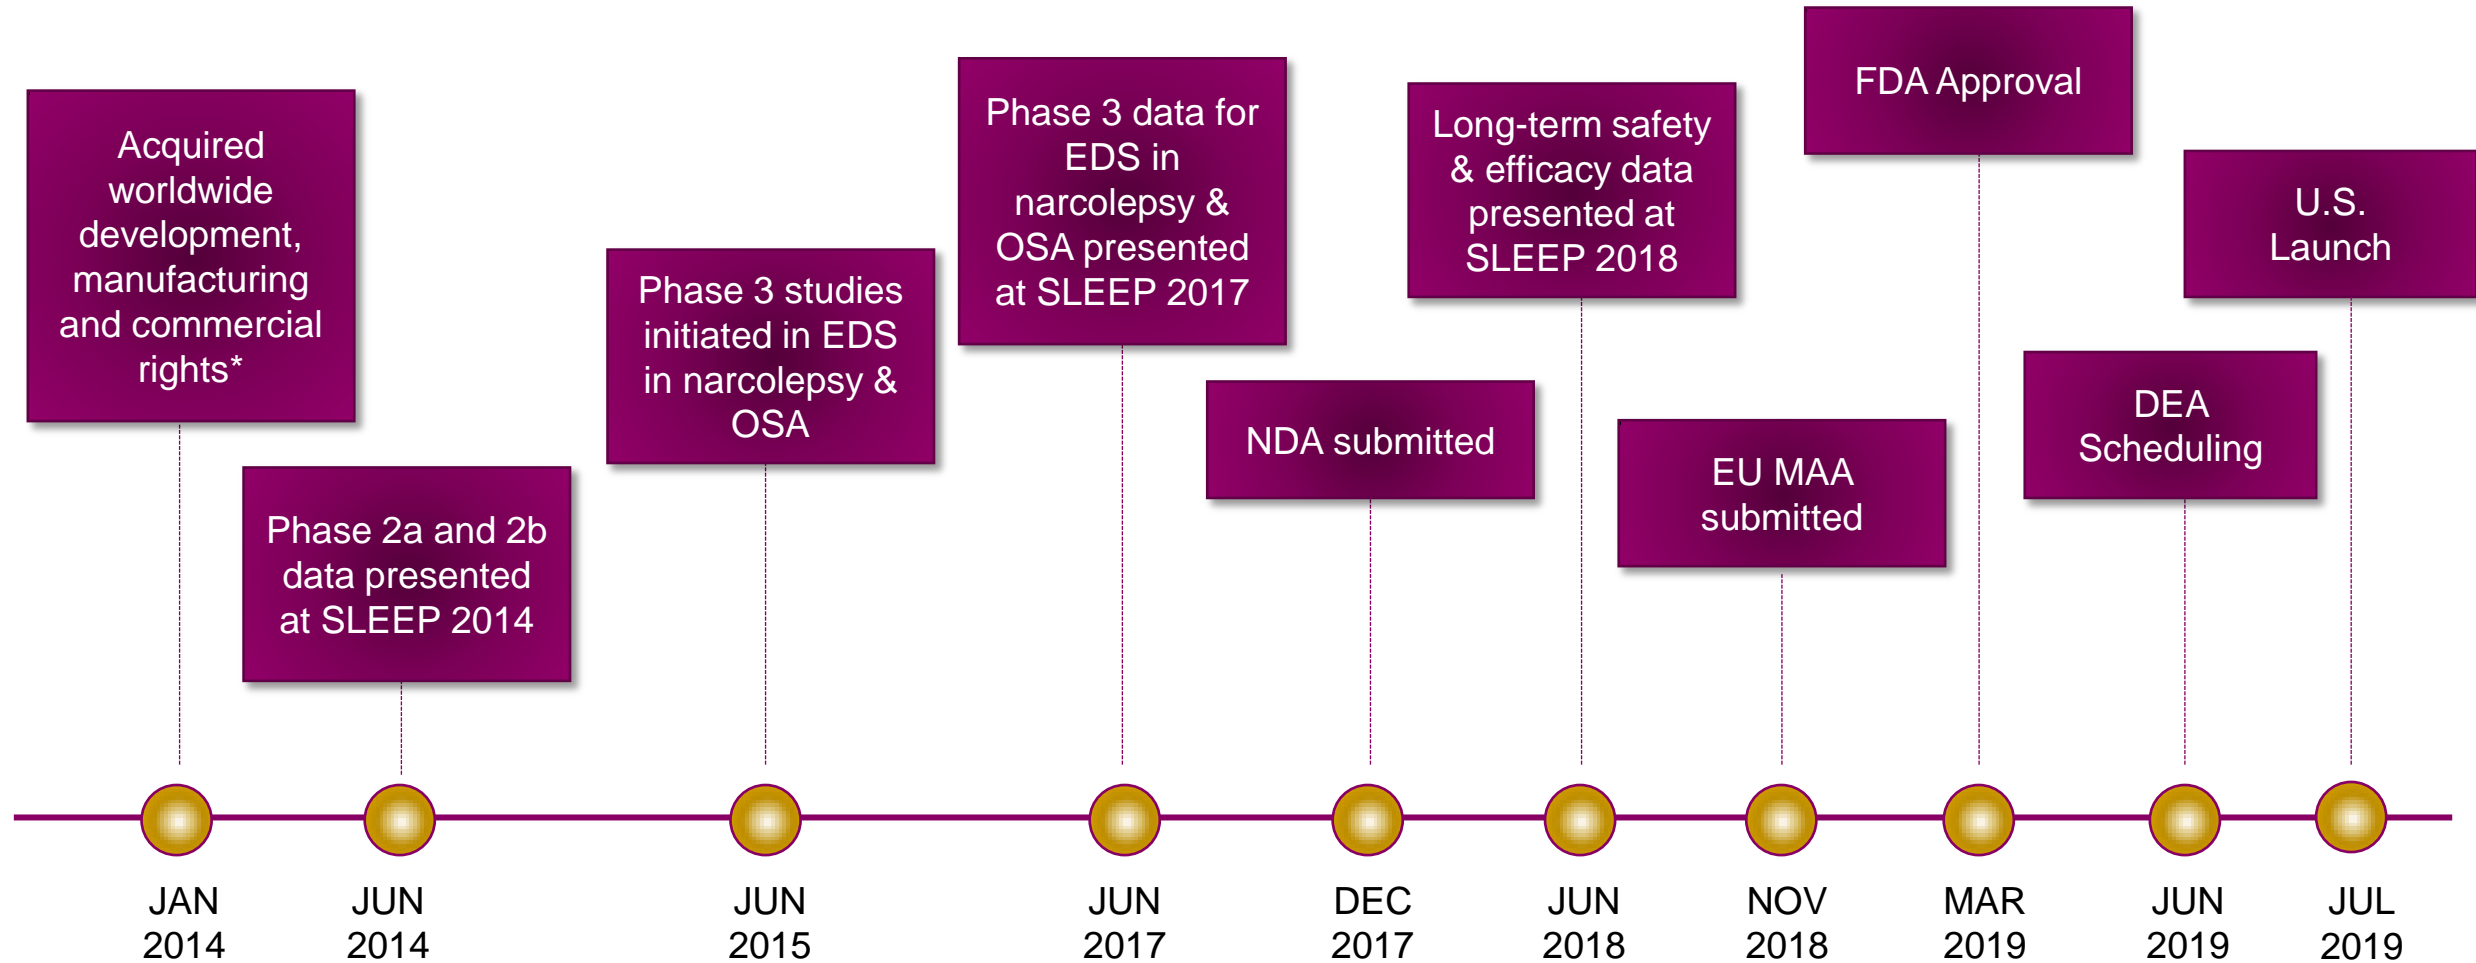 Acquired
worldwide
development,
manufacturing
and commercial
rights*
Phase 2a and 2b
data presented
at SLEEP 2014
Phase 3 studies
initiated in EDS
in narcolepsy &
OSA
Phase 3 data for
EDS in
narcolepsy &
OSA presented
at SLEEP 2017
NDA submitted
Long-term safety
& efficacy data
presented at
SLEEP 2018
EU MAA
submitted
FDA Approval
DEA
Scheduling
U.S.
Launch
JAN
2014
JUN
2014
JUN
2015
JUN
2017
DEC
2017
JUN
2018
NOV
2018
MAR
2019
JUN
2019
JUL
2019